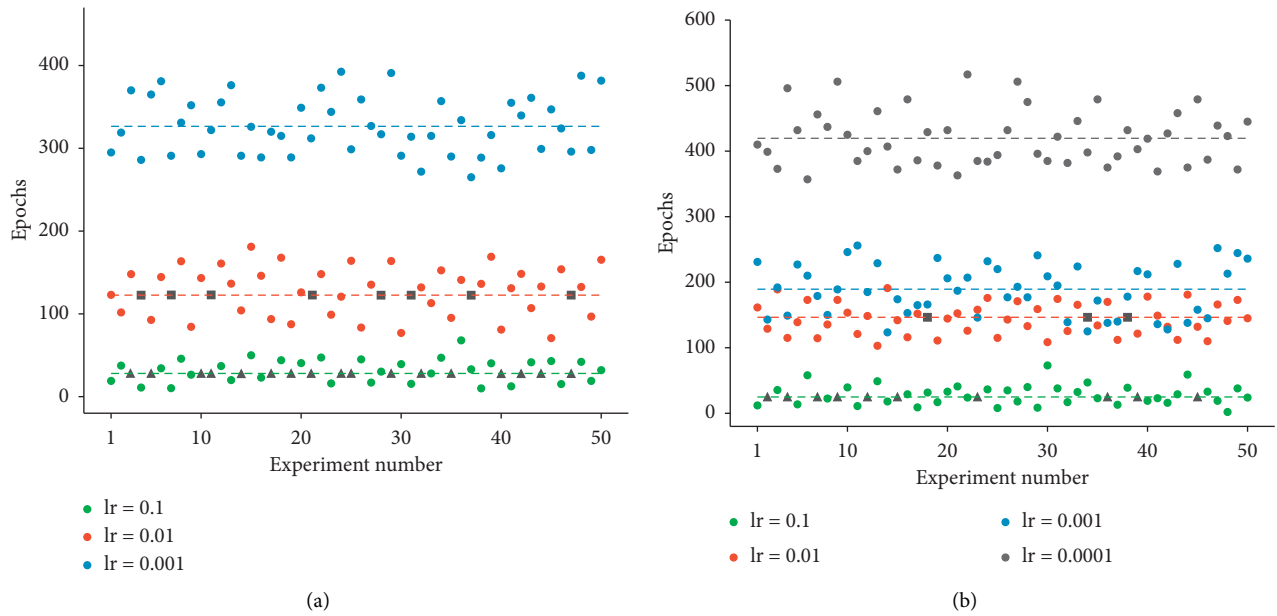 400
300
200
100
0
Epochs
1 10 20 30 40 50
Experiment number
lr = 0.1
lr = 0.01
lr = 0.001
(a)
600
500
400
300
200
100
0
Epochs
1 10 20 30 40 50
Experiment number
lr = 0.1 lr = 0.001
lr = 0.01 lr = 0.0001
(b)